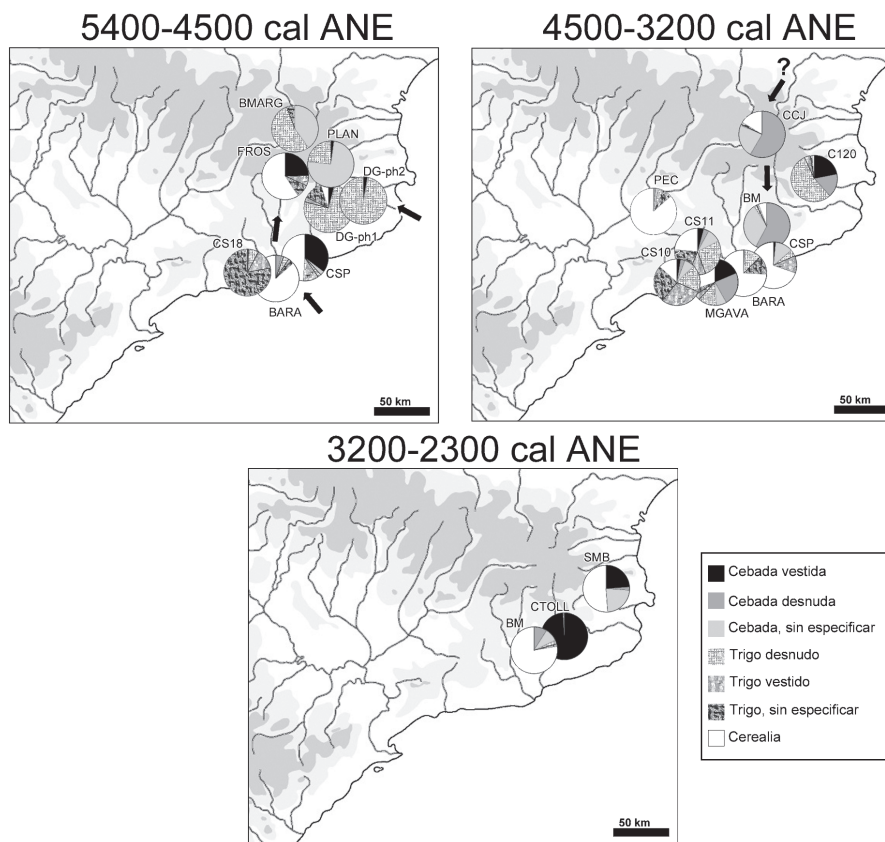 5400-4500 cal ANE
BMARG
PLAN
FROS
DG-ph2
DG-ph1
CS18
CSP
BARA
50 km
4500-3200 cal ANE
?
CCJ
C120
PEC
BM
CS11
CSP
CS10
BARA
MGAVA
50 km
3200-2300 cal ANE
SMB
CTOLL
BM
50 km
Cebada vestida
Cebada desnuda
Cebada, sin especificar
Trigo desnudo
Trigo vestido
Trigo, sin especificar
Cerealia